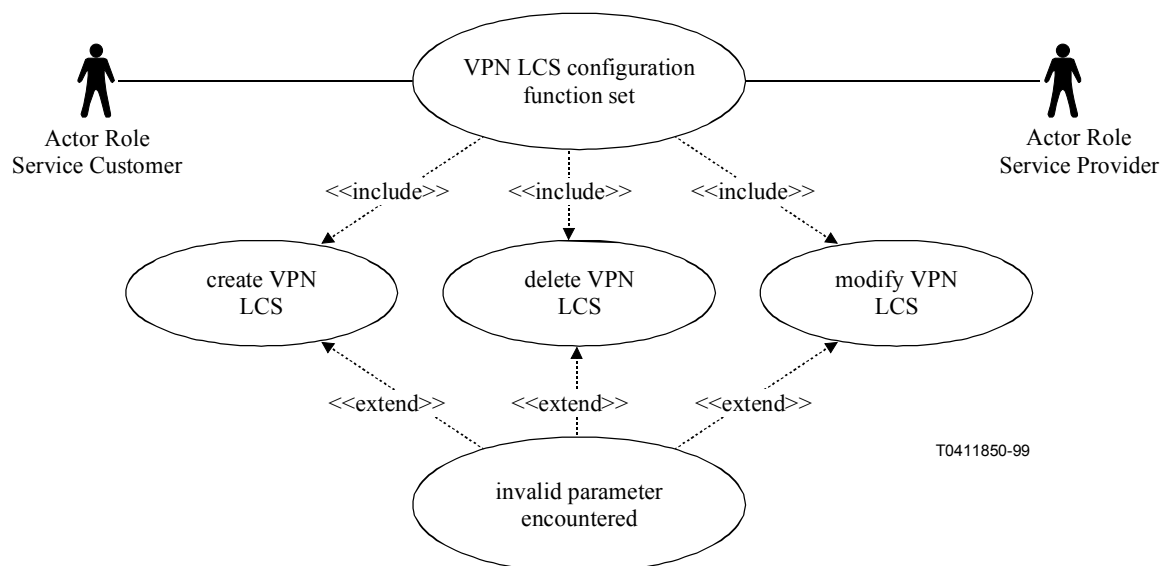 VPN LCS configuration
function set
Actor Role
Service Customer
Actor Role
Service Provider
<<include>>
<<include>>
<<include>>
create VPN
LCS
delete VPN
LCS
modify VPN
LCS
<<extend>>
<<extend>>
<<extend>>
T0411850-99
invalid parameter
encountered